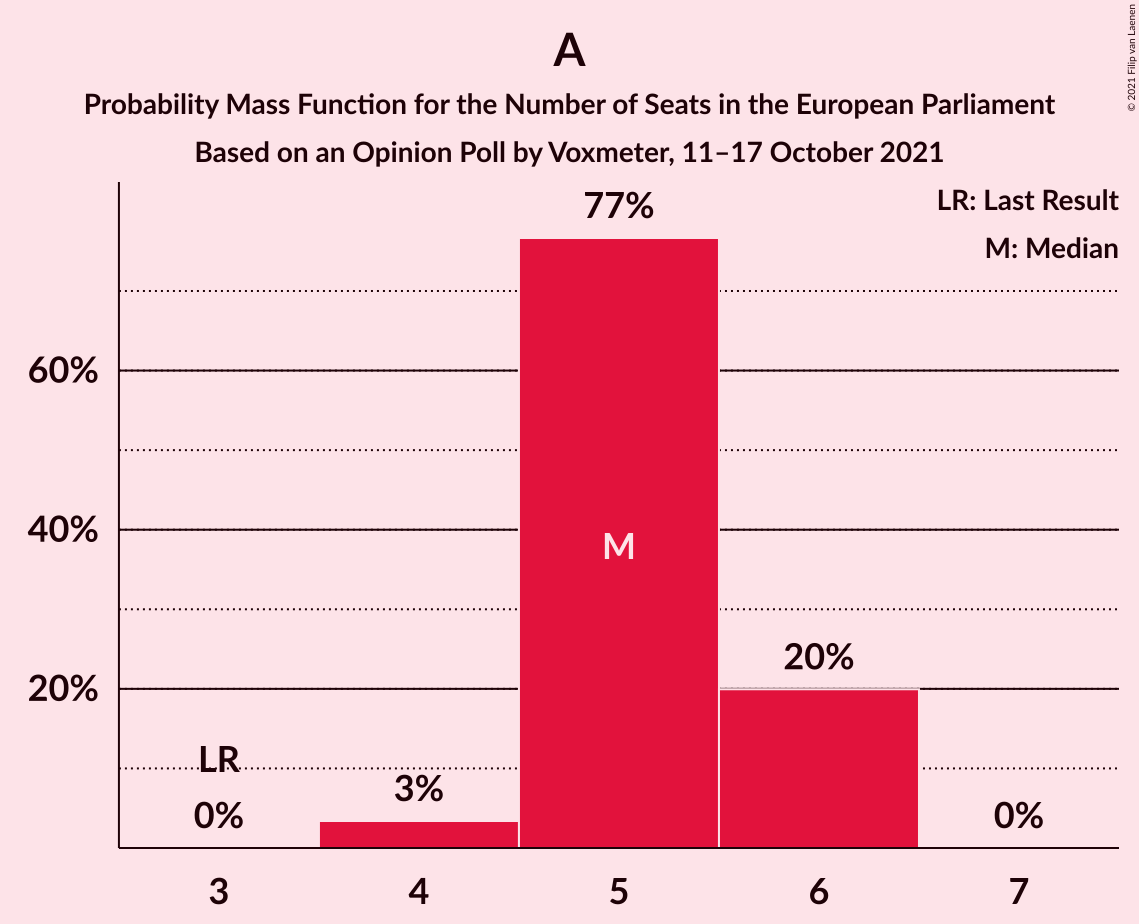 A
Probability Mass Function for the Number of Seats in the European Parliament
Based on an Opinion Poll by Voxmeter, 11–17 October 2021
© 2021 Filip van Laenen
LR: Last Result
M: Median
77%
60%
40%
M
20%
20%
LR
3%
0%
0%
3
4
5
6
7